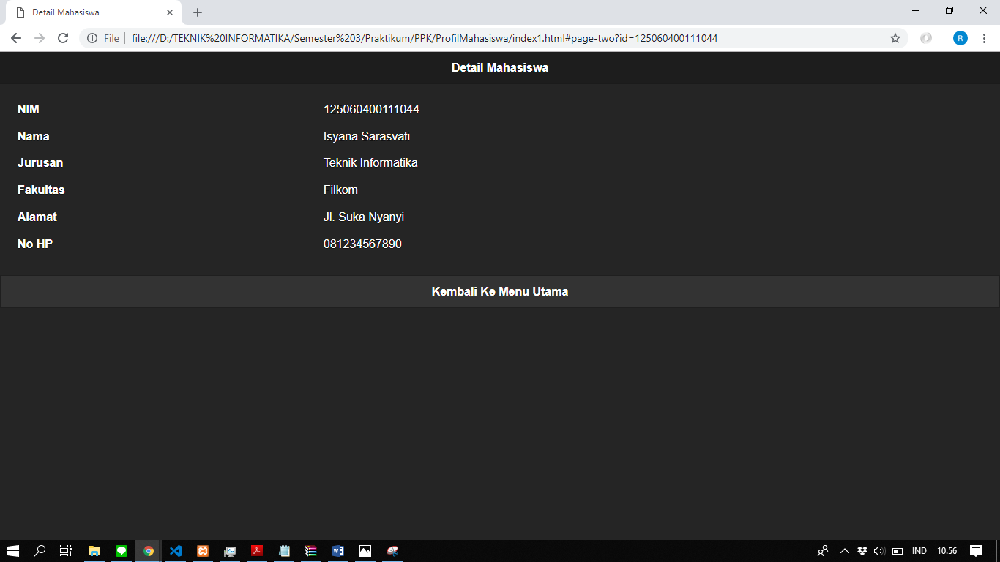 Detail Mahasiswa
File file:///D:/TEKNIK%20INFORMATIKA/Semester%203/Praktikum/PPK/ProfilMahasiswa/index1.html#page-two?id=125060400111044 R
Detail Mahasiswa
NIM 125060400111044
Nama Isyana Sarasvati
Jurusan Teknik Informatika
Fakultas Filkom
Alamat Jl. Suka Nyanyi
No HP 081234567890
Kembali Ke Menu Utama
IND 10.56